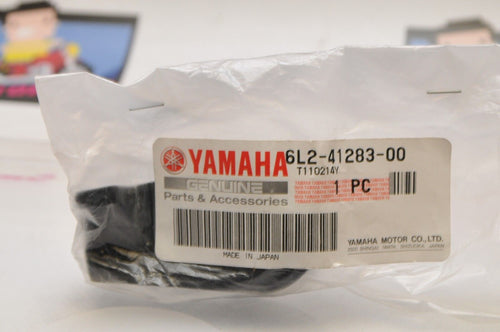 YAMAHA
GENUINE
Parts & Accessories
6L2-41283-00
T110214Y
1 PC
MADE IN JAPAN
YAMAHA MOTOR CO.,LTD.